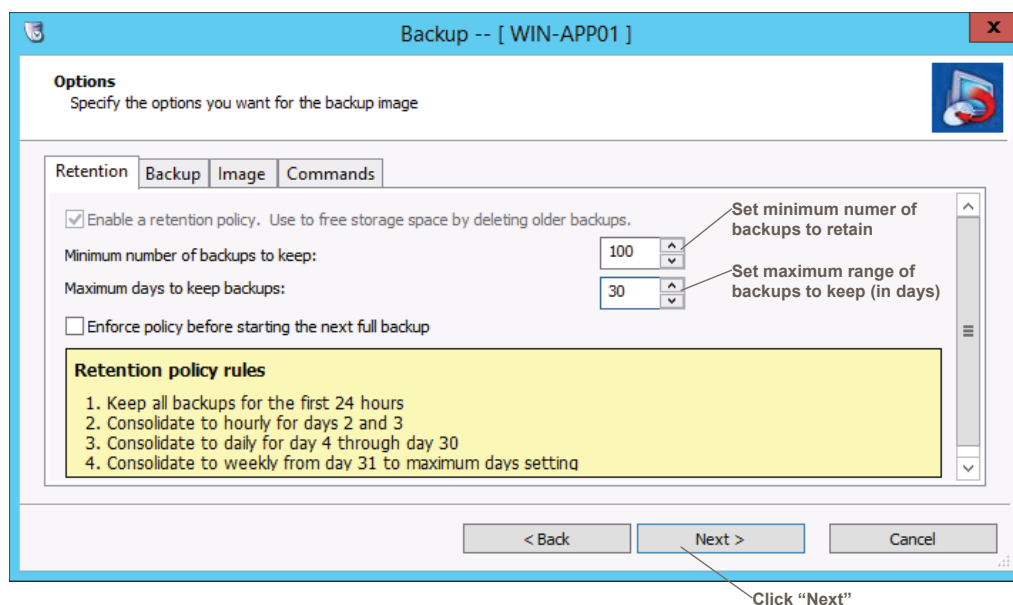 Backup -- [ WIN-APP01 ]
x
Options
Specify the options you want for the backup image
Retention Backup Image Commands
Enable a retention policy. Use to free storage space by deleting older backups.
Minimum number of backups to keep: 100
Set minimum numer of
backups to retain
Maximum days to keep backups: 30
Set maximum range of
backups to keep (in days)
Enforce policy before starting the next full backup
Retention policy rules
1. Keep all backups for the first 24 hours
2. Consolidate to hourly for days 2 and 3
3. Consolidate to daily for day 4 through day 30
4. Consolidate to weekly from day 31 to maximum days setting
< Back Next > Cancel
Click “Next”